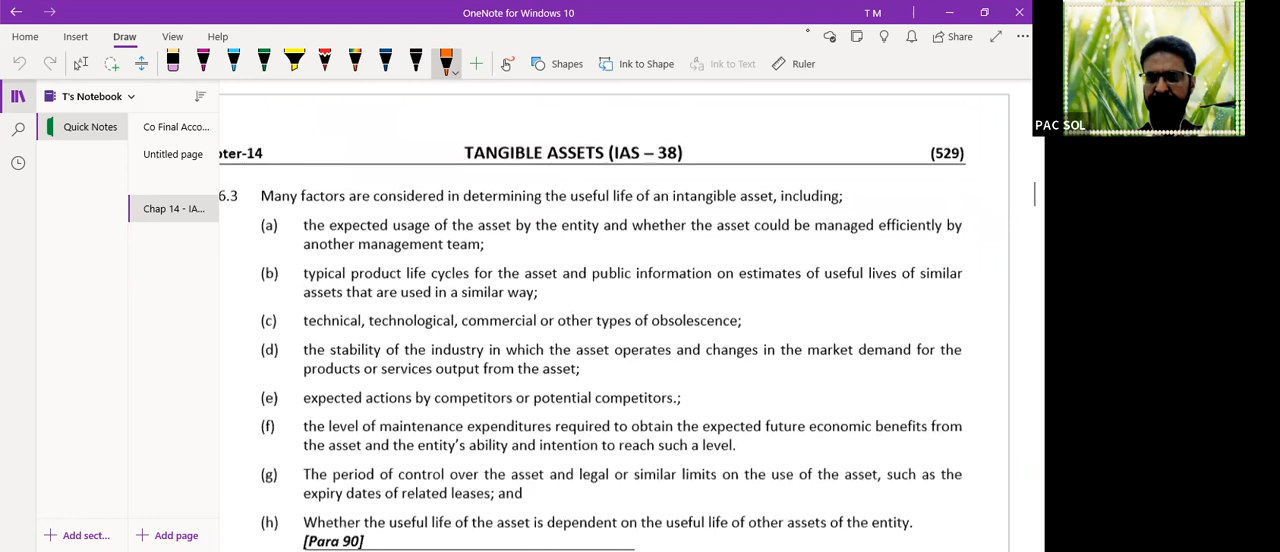 OneNote for Windows 10
T M
Home Insert Draw View Help
Share
Shapes Ink to Shape Ink to Text Ruler
T's Notebook
Quick Notes
Co Final Acco...
Untitled page
Chap 14 - IA...
Add sect...
Add page
PAC SOL
pter-14 TANGIBLE ASSETS (IAS – 38) (529)
6.3 Many factors are considered in determining the useful life of an intangible asset, including;
(a) the expected usage of the asset by the entity and whether the asset could be managed efficiently by
another management team;
(b) typical product life cycles for the asset and public information on estimates of useful lives of similar
assets that are used in a similar way;
(c) technical, technological, commercial or other types of obsolescence;
(d) the stability of the industry in which the asset operates and changes in the market demand for the
products or services output from the asset;
(e) expected actions by competitors or potential competitors.;
(f) the level of maintenance expenditures required to obtain the expected future economic benefits from
the asset and the entity's ability and intention to reach such a level.
(g) The period of control over the asset and legal or similar limits on the use of the asset, such as the
expiry dates of related leases; and
(h) Whether the useful life of the asset is dependent on the useful life of other assets of the entity.
[Para 90]